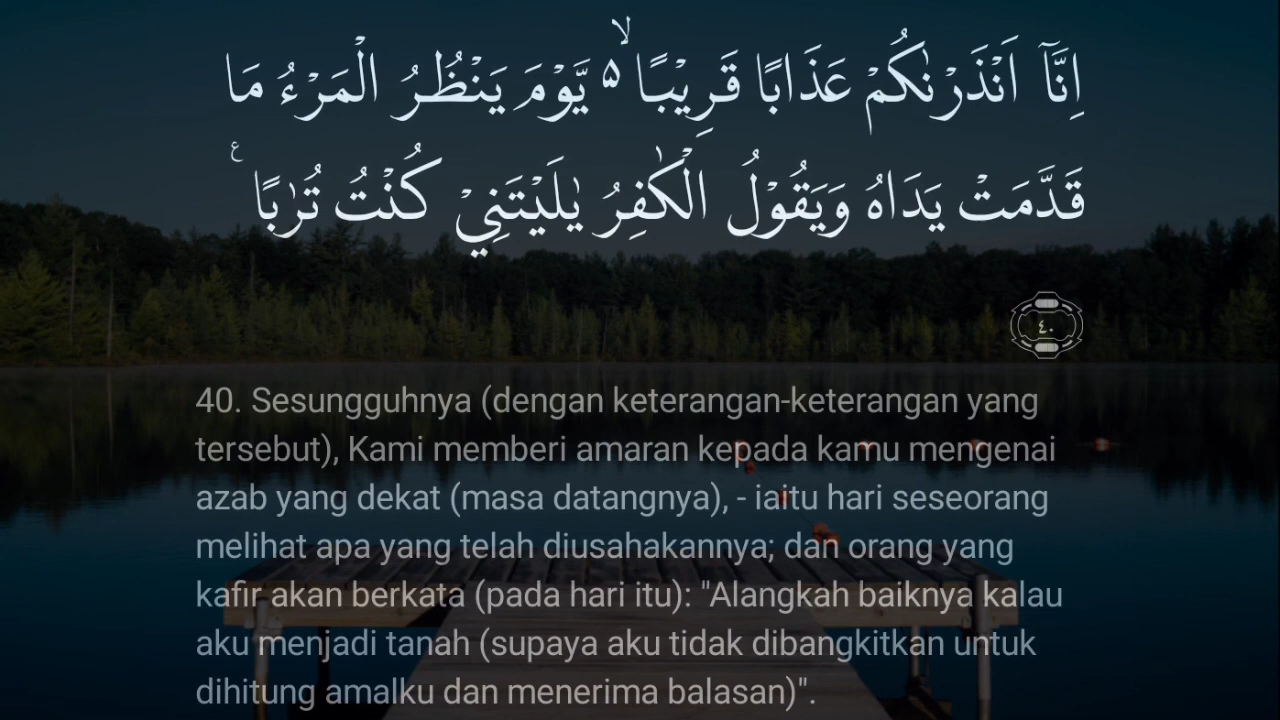 اِنَّآ اَنْذَرْنٰكُمْ عَذَابًا قَرِيْبًا ەۙ يَّوْمَ يَنْظُرُ الْمَرْءُ مَا
قَدَّمَتْ يَدَاهُ وَيَقُوْلُ الْكٰفِرُ يٰلَيْتَنِيْ كُنْتُ تُرٰبًا ࣖ
٤٠
40. Sesungguhnya (dengan keterangan-keterangan yang
tersebut), Kami memberi amaran kepada kamu mengenai
azab yang dekat (masa datangnya), - iaitu hari seseorang
melihat apa yang telah diusahakannya; dan orang yang
kafir akan berkata (pada hari itu): "Alangkah baiknya kalau
aku menjadi tanah (supaya aku tidak dibangkitkan untuk
dihitung amalku dan menerima balasan)".